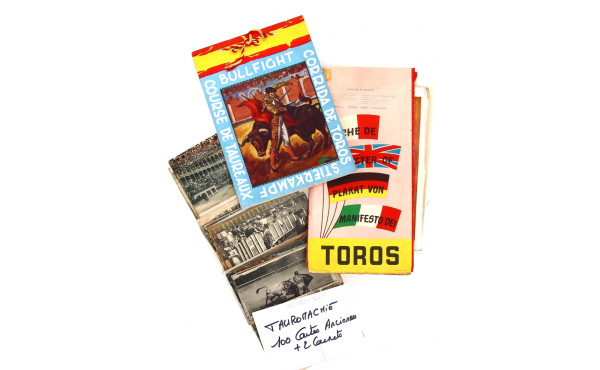 BULLFIGHT
CORRIDA DE TOROS
STIERKAMPF
COURSE DE TAUREAUX
CHE DE
STER OF
PLAKAT VON
MANIFESTO DEI
TOROS
TAUROMACHIE
100 Cartes Anciennes
+ 2 Carnets